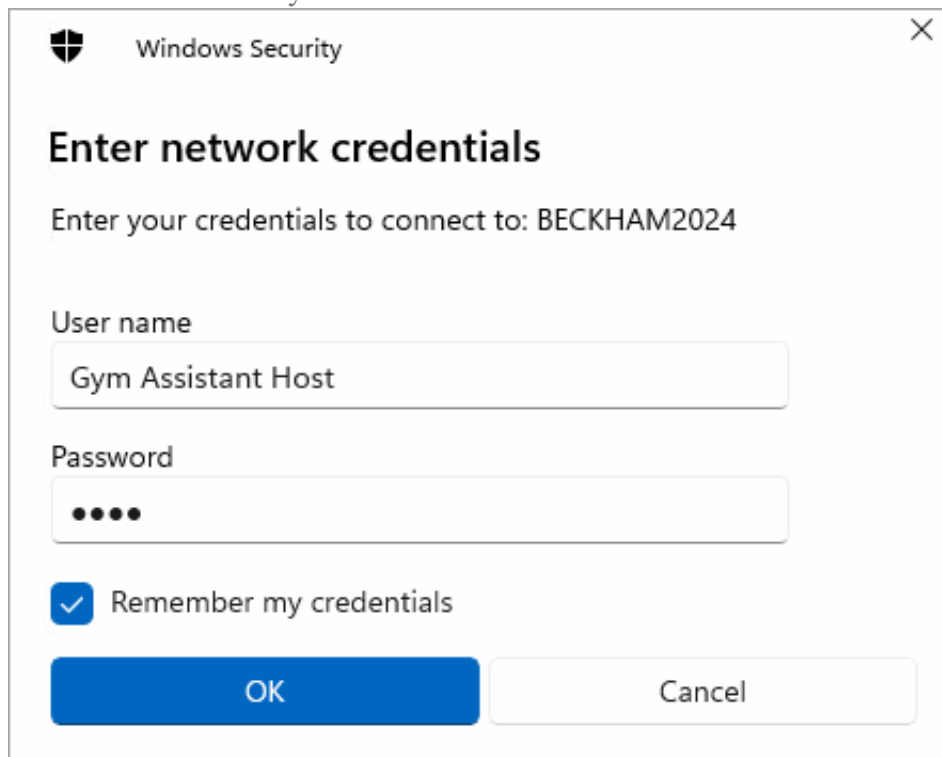 Windows Security
Enter network credentials
Enter your credentials to connect to: BECKHAM2024
User name
Gym Assistant Host
Password
••••
Remember my credentials
OK Cancel